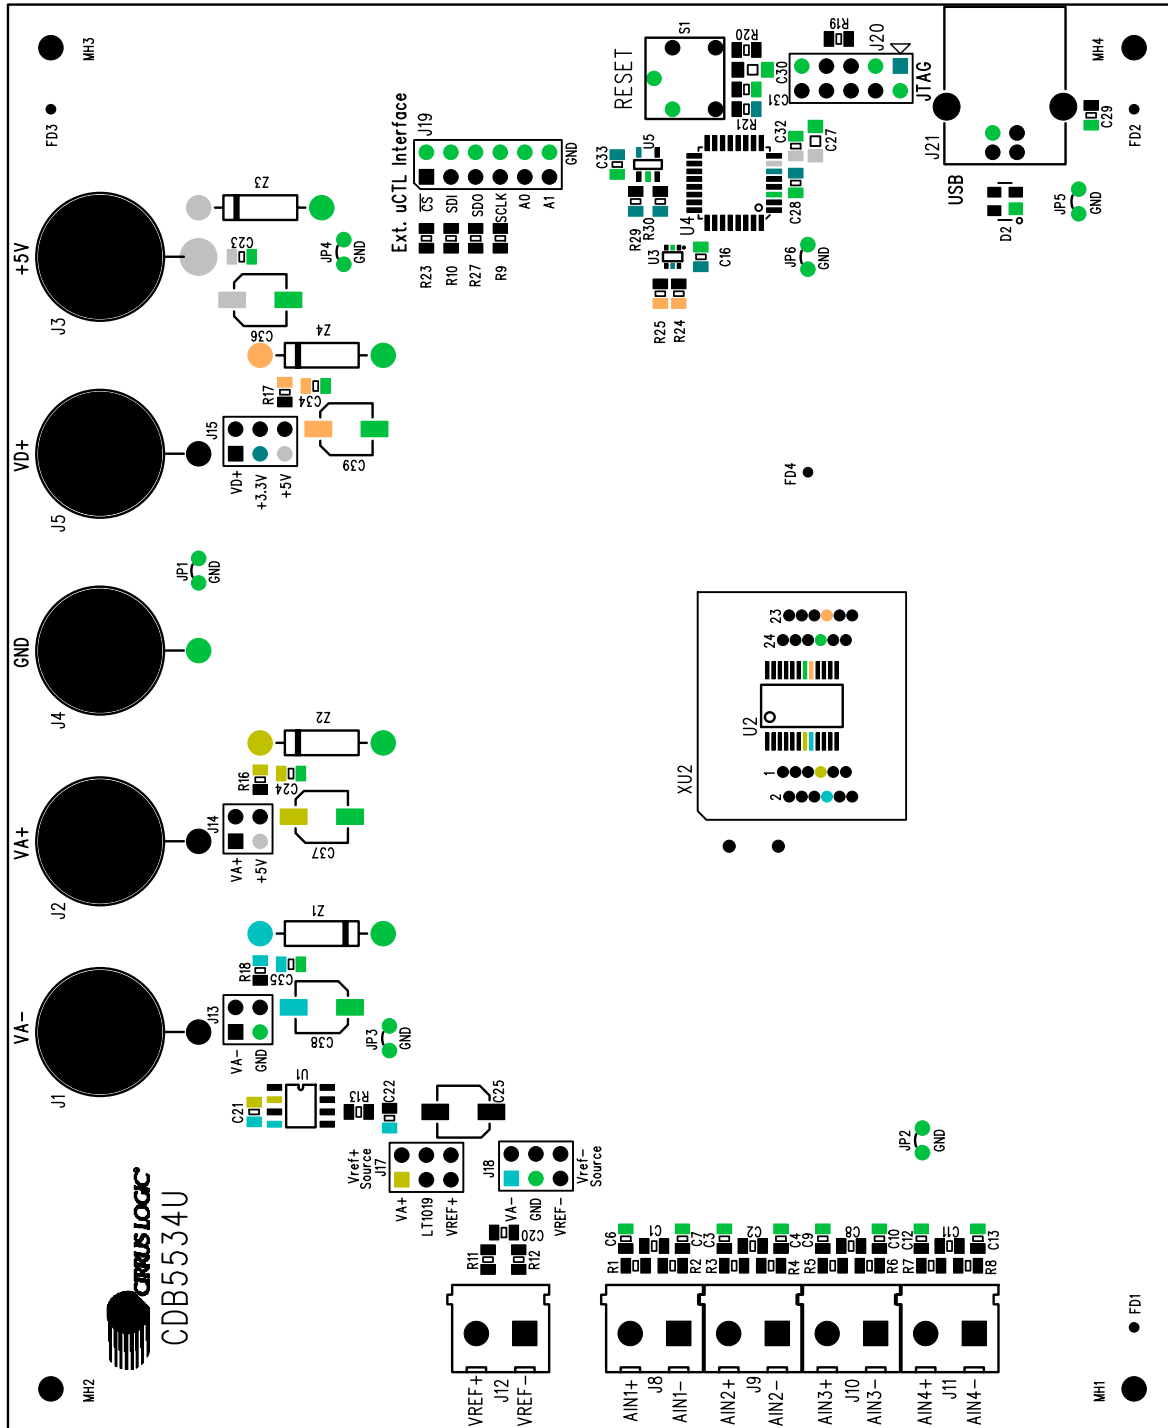 MH3
FD3
+5V
J3
Z3
C23
JP4
GND
C36
Z4
R17
C34
C39
VD+
J5
J15
VD+
+3.3V
+5V
JP1
GND
GND
J4
Z2
R16
C24
C37
VA+
J2
J14
VA+
+5V
Z1
R18
C35
C38
VA-
J1
J13
VA-
GND
JP3
GND
U1
C21
R13
C22
C25
Vref+
Source
J17
VA+
LT1019
VREF+
J18
Vref-
Source
VA-
GND
VREF-
R11
C20
R12
VREF+
J12
VREF-
CIRRUS LOGIC®
CDB5534U
MH2
Ext. uCTL Interface
J19
GND
CS
SDI
SDO
SCLK
A0
A1
R23
R10
R27
R9
RESET
S1
R20
C30
C31
R21
R19
J20
JTAG
J21
USB
MH4
FD2
C29
C32
C27
C28
C33
U5
U4
R29
R30
U3
C16
R25
R24
JP6
GND
D2
JP5
GND
FD4
XU2
U2
23
24
1
2
JP2
GND
C6
C1
C7
R1
R2
C3
C2
C4
R3
R4
C9
C8
C10
R5
R6
C12
C11
C13
R7
R8
AIN1+
J8
AIN1-
AIN2+
J9
AIN2-
AIN3+
J10
AIN3-
AIN4+
J11
AIN4-
FD1
MH1